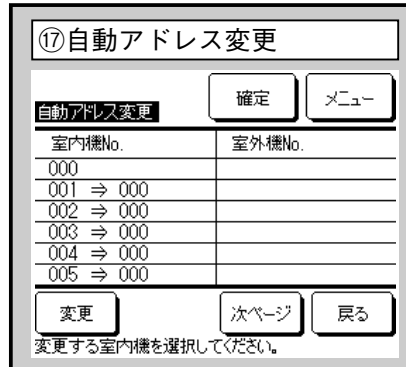 ⑰自動アドレス変更
確定 メニュー
自動アドレス変更
室内機No. 室外機No.
000
001 ⇒ 000
002 ⇒ 000
003 ⇒ 000
004 ⇒ 000
005 ⇒ 000
変更 次ページ 戻る
変更する室内機を選択してください。